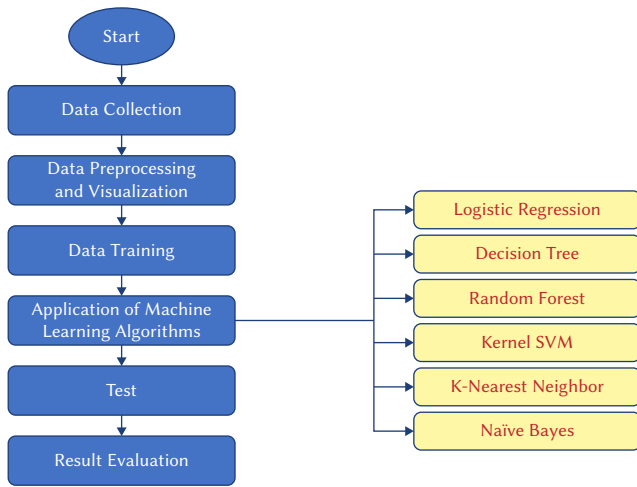 Start
Data Collection
Data Preprocessing
and Visualization
Data Training
Application of Machine
Learning Algorithms
Test
Result Evaluation
Logistic Regression
Decision Tree
Random Forest
Kernel SVM
K-Nearest Neighbor
Naïve Bayes